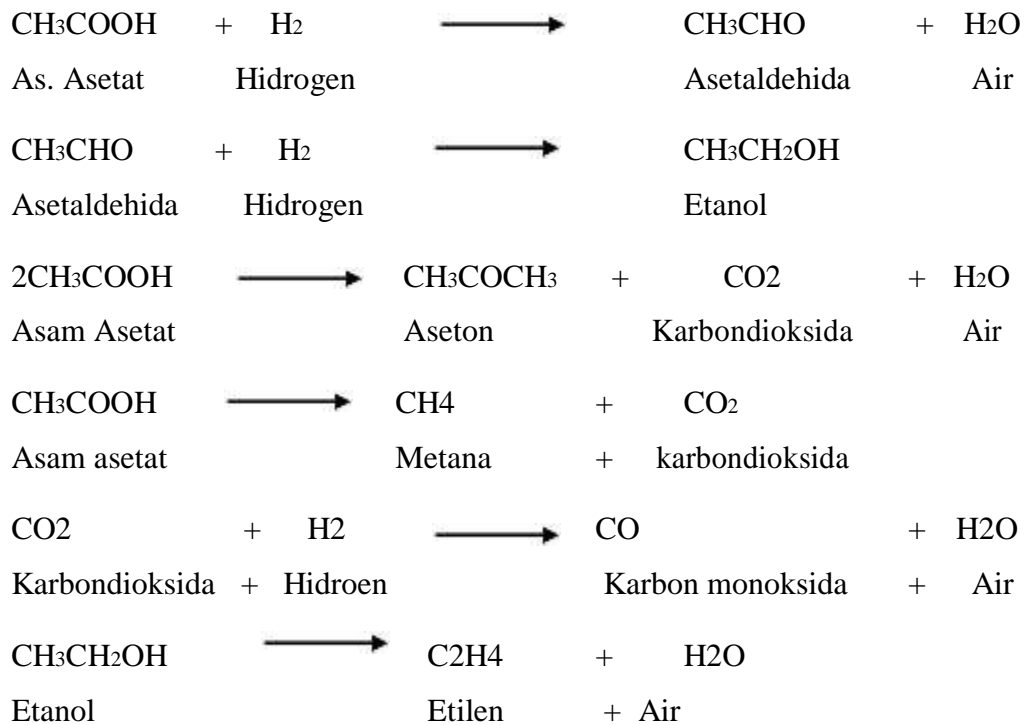 CH3COOH + H2 → CH3CHO + H2O
As. Asetat Hidrogen Asetaldehida Air
CH3CHO + H2 → CH3CH2OH
Asetaldehida Hidrogen Etanol
2CH3COOH → CH3COCH3 + CO2 + H2O
Asam Asetat Aseton Karbondioksida Air
CH3COOH → CH4 + CO2
Asam asetat Metana + karbondioksida
CO2 + H2 → CO + H2O
Karbondioksida + Hidroen Karbon monoksida + Air
CH3CH2OH → C2H4 + H2O
Etanol Etilen + Air